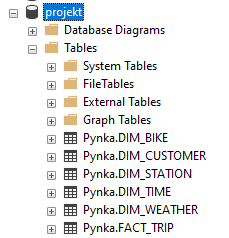 projekt
Database Diagrams
Tables
System Tables
FileTables
External Tables
Graph Tables
Pynka.DIM_BIKE
Pynka.DIM_CUSTOMER
Pynka.DIM_STATION
Pynka.DIM_TIME
Pynka.DIM_WEATHER
Pynka.FACT_TRIP